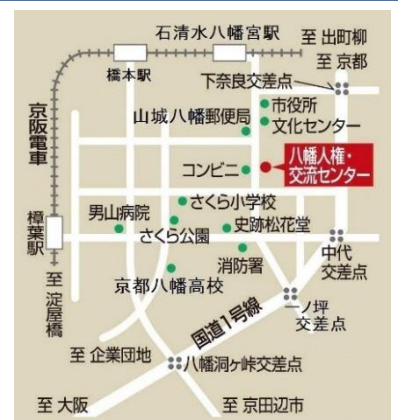 石清水八幡宮駅
至 出町柳
橋本駅
至 京都
下奈良交差点
市役所
山城八幡郵便局
文化センター
京阪電車
コンビニ
八幡人権・
交流センター
さくら小学校
男山病院
史跡松花堂
樟葉駅
さくら公園
消防署
中代
交差点
至 淀屋橋
京都八幡高校
一ノ坪
交差点
国道1号線
至 企業団地
八幡洞ヶ峠交差点
至 大阪
至 京田辺市